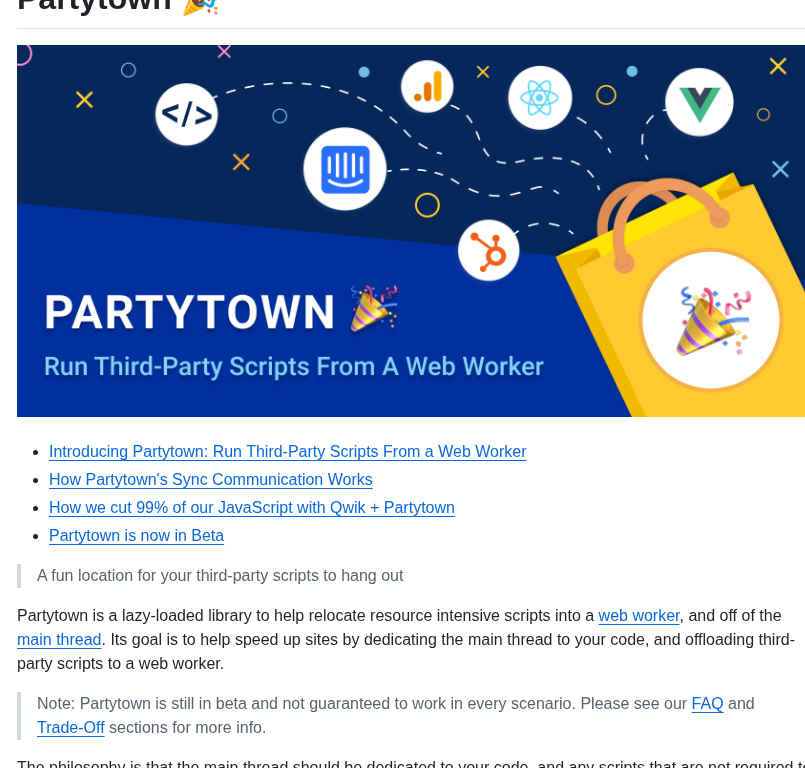 Partytown 🎉
</>
PARTYTOWN 🎉
Run Third-Party Scripts From A Web Worker
Introducing Partytown: Run Third-Party Scripts From a Web Worker
How Partytown's Sync Communication Works
How we cut 99% of our JavaScript with Qwik + Partytown
Partytown is now in Beta
A fun location for your third-party scripts to hang out
Partytown is a lazy-loaded library to help relocate resource intensive scripts into a web worker, and off of the
main thread. Its goal is to help speed up sites by dedicating the main thread to your code, and offloading third-
party scripts to a web worker.
Note: Partytown is still in beta and not guaranteed to work in every scenario. Please see our FAQ and
Trade-Off sections for more info.
The philosophy is that the main thread should be dedicated to your code, and any scripts that are not required to